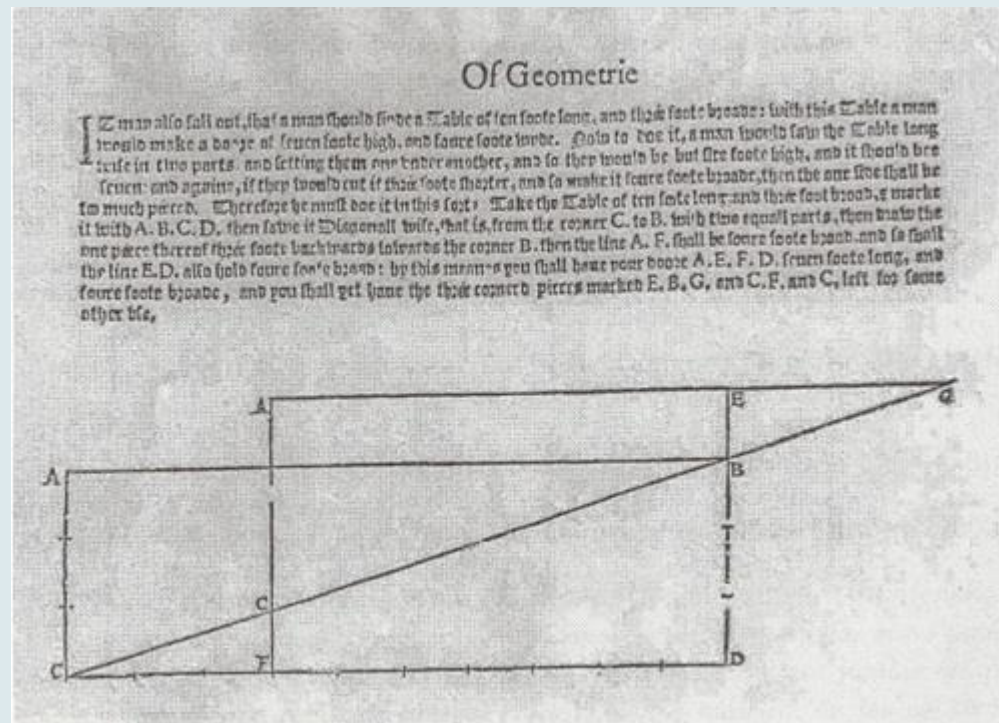 Of Geometrie
IT may also fall out, that a man should finde a Table of ten foote long, and three foote broade: with this Table a man
would make a doore of seuen foote high, and foure foote wide. Now to doe it, a man would saw the Table long
wise in two parts, and setting them one vnder another, and so they would be but sixe foote high, and it should bee
seuen: and againe, if they would cut it three foote shorter, and so make it foure foote broade, then the one side shall be
too much pieced. Therefore he must doe it in this sort: Take the Table of ten foote long and three foot broad, & marke
it with A. B. C. D. then sawe it Diagonall wise, that is, from the corner C. to B. with two equall parts, then draw the
one piece thereof three foote backwards towards the corner B. then the line A. F. shall be foure foote broad, and so shall
the line E. D. also hold foure foote broad: by this meanes you shall haue your doore A. E. F. D. seuen foote long, and
foure foote broade, and you shall yet haue the three cornerd pieces marked E. B. G. and C. F. and C, left for some
other vse.
A E G
A B
C
C F D